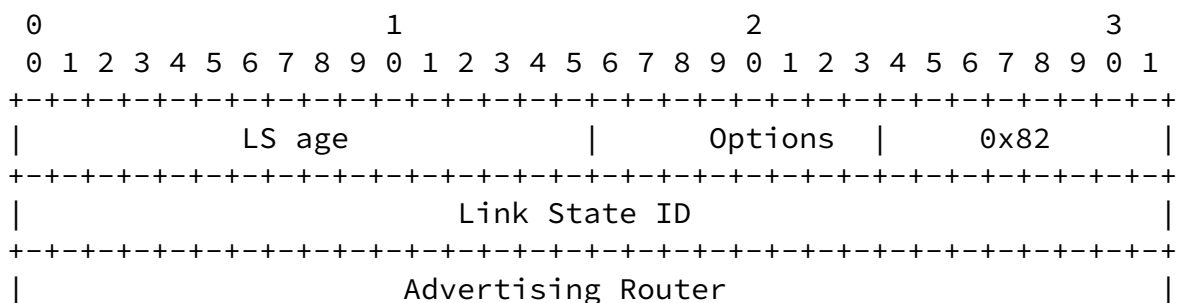 0                   1                   2                   3
0 1 2 3 4 5 6 7 8 9 0 1 2 3 4 5 6 7 8 9 0 1 2 3 4 5 6 7 8 9 0 1
+-+-+-+-+-+-+-+-+-+-+-+-+-+-+-+-+-+-+-+-+-+-+-+-+-+-+-+-+-+-+-+-+
|            LS age             |      Options  |     0x82      |
+-+-+-+-+-+-+-+-+-+-+-+-+-+-+-+-+-+-+-+-+-+-+-+-+-+-+-+-+-+-+-+-+
|                        Link State ID                          |
+-+-+-+-+-+-+-+-+-+-+-+-+-+-+-+-+-+-+-+-+-+-+-+-+-+-+-+-+-+-+-+-+
|                     Advertising Router                        |